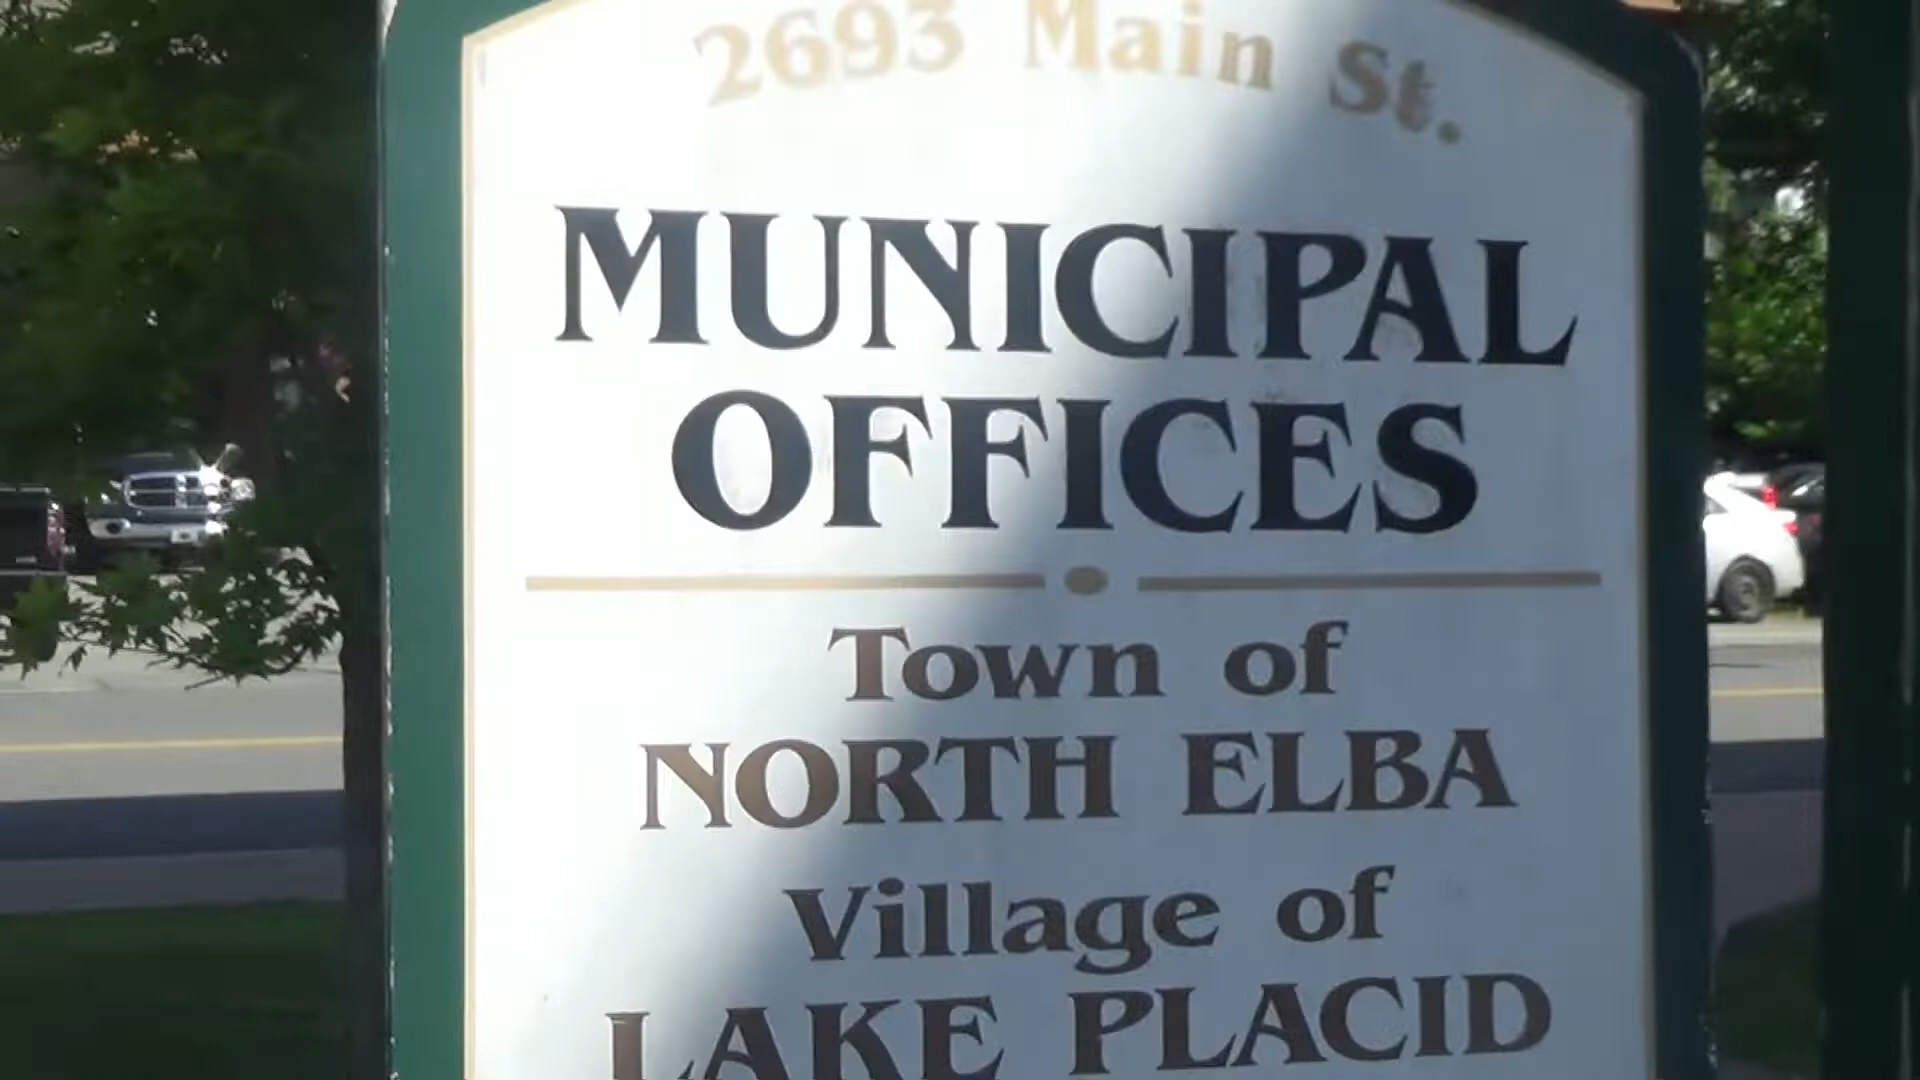 2693 Main St.
MUNICIPAL
OFFICES
Town of
NORTH ELBA
Village of
LAKE PLACID